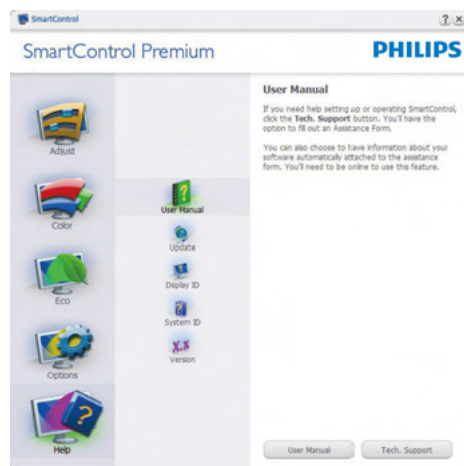 SmartControl
? x
SmartControl Premium
PHILIPS
Adjust
Color
Eco
Options
Help
User Manual
Update
Display ID
System ID
X.X
Version
User Manual
If you need help setting up or operating SmartControl,
click the Tech. Support button. You'll have the
option to fill out an Assistance Form.
You can also choose to have information about your
software automatically attached to the assistance
form. You'll need to be online to use this feature.
User Manual
Tech. Support